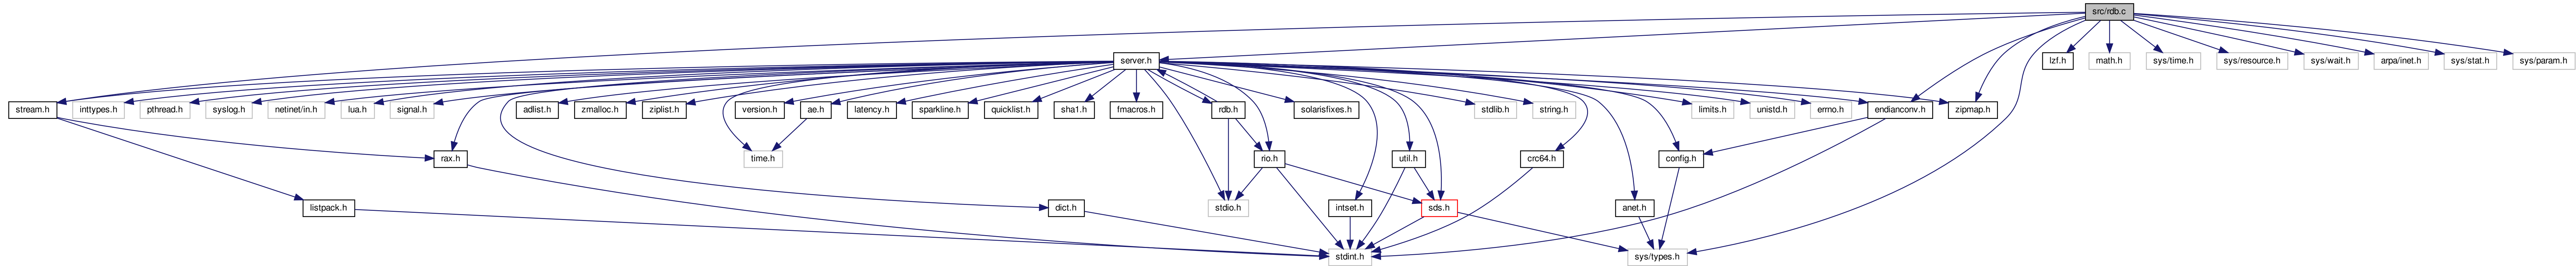 src/rdb.c
server.h
lzf.h
math.h
sys/time.h
sys/resource.h
sys/wait.h
arpa/inet.h
sys/stat.h
sys/param.h
stream.h
inttypes.h
pthread.h
syslog.h
netinet/in.h
lua.h
signal.h
adlist.h
zmalloc.h
ziplist.h
version.h
ae.h
latency.h
sparkline.h
quicklist.h
sha1.h
fmacros.h
rdb.h
solarisfixes.h
stdlib.h
string.h
limits.h
unistd.h
errno.h
endianconv.h
zipmap.h
rax.h
time.h
rio.h
util.h
crc64.h
config.h
listpack.h
dict.h
stdio.h
intset.h
sds.h
anet.h
stdint.h
sys/types.h